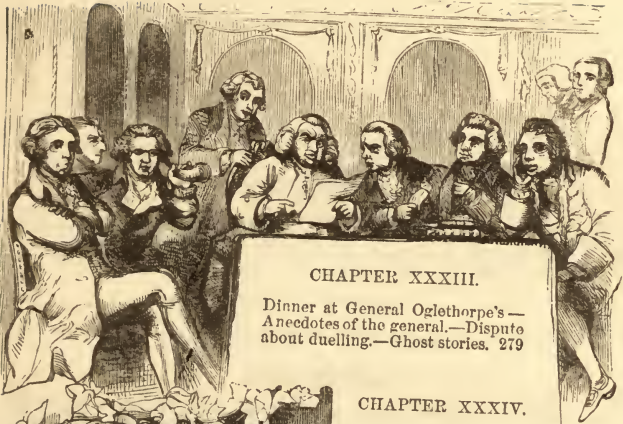 CHAPTER XXXIII.
Dinner at General Oglethorpe's —
Anecdotes of the general.—Dispute
about duelling.—Ghost stories. 279
CHAPTER XXXIV.